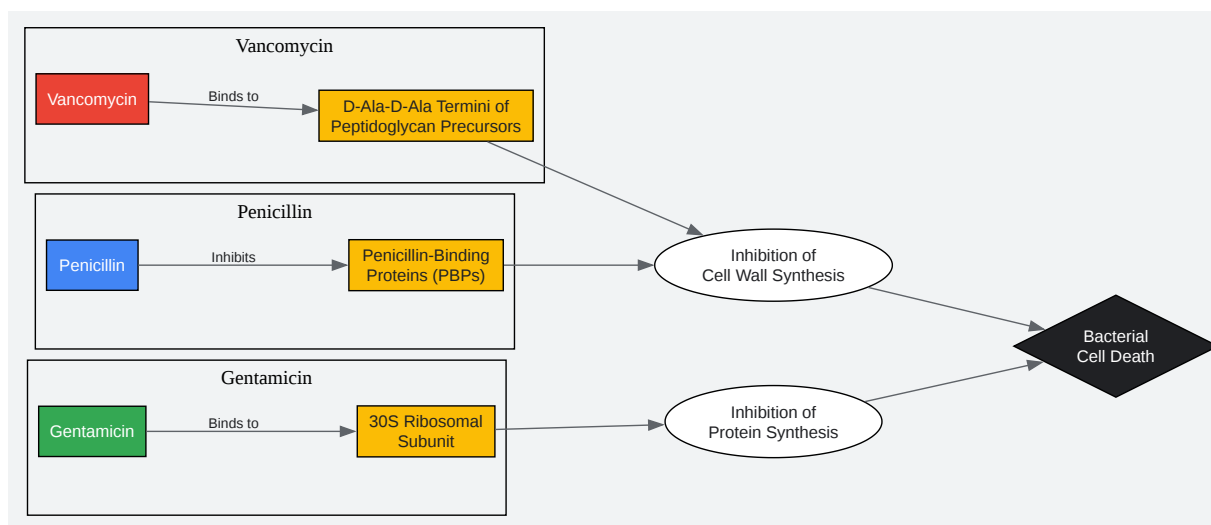 Vancomycin
Vancomycin
Binds to
D-Ala-D-Ala Termini of
Peptidoglycan Precursors
Penicillin
Penicillin
Inhibits
Penicillin-Binding
Proteins (PBPs)
Inhibition of
Cell Wall Synthesis
Gentamicin
Gentamicin
Binds to
30S Ribosomal
Subunit
Inhibition of
Protein Synthesis
Bacterial
Cell Death